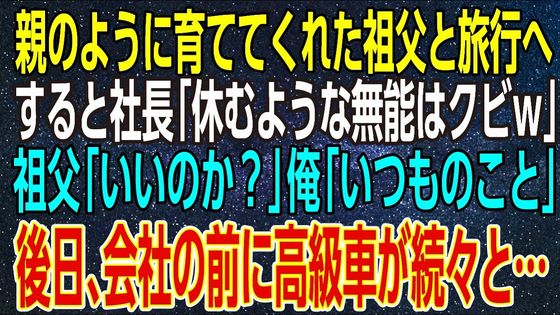 親のように育ててくれた祖父と旅行へ
すると社長「休むような無能はクビw」
祖父「いいのか？」俺「いつものこと」
後日、会社の前に高級車が続々と…